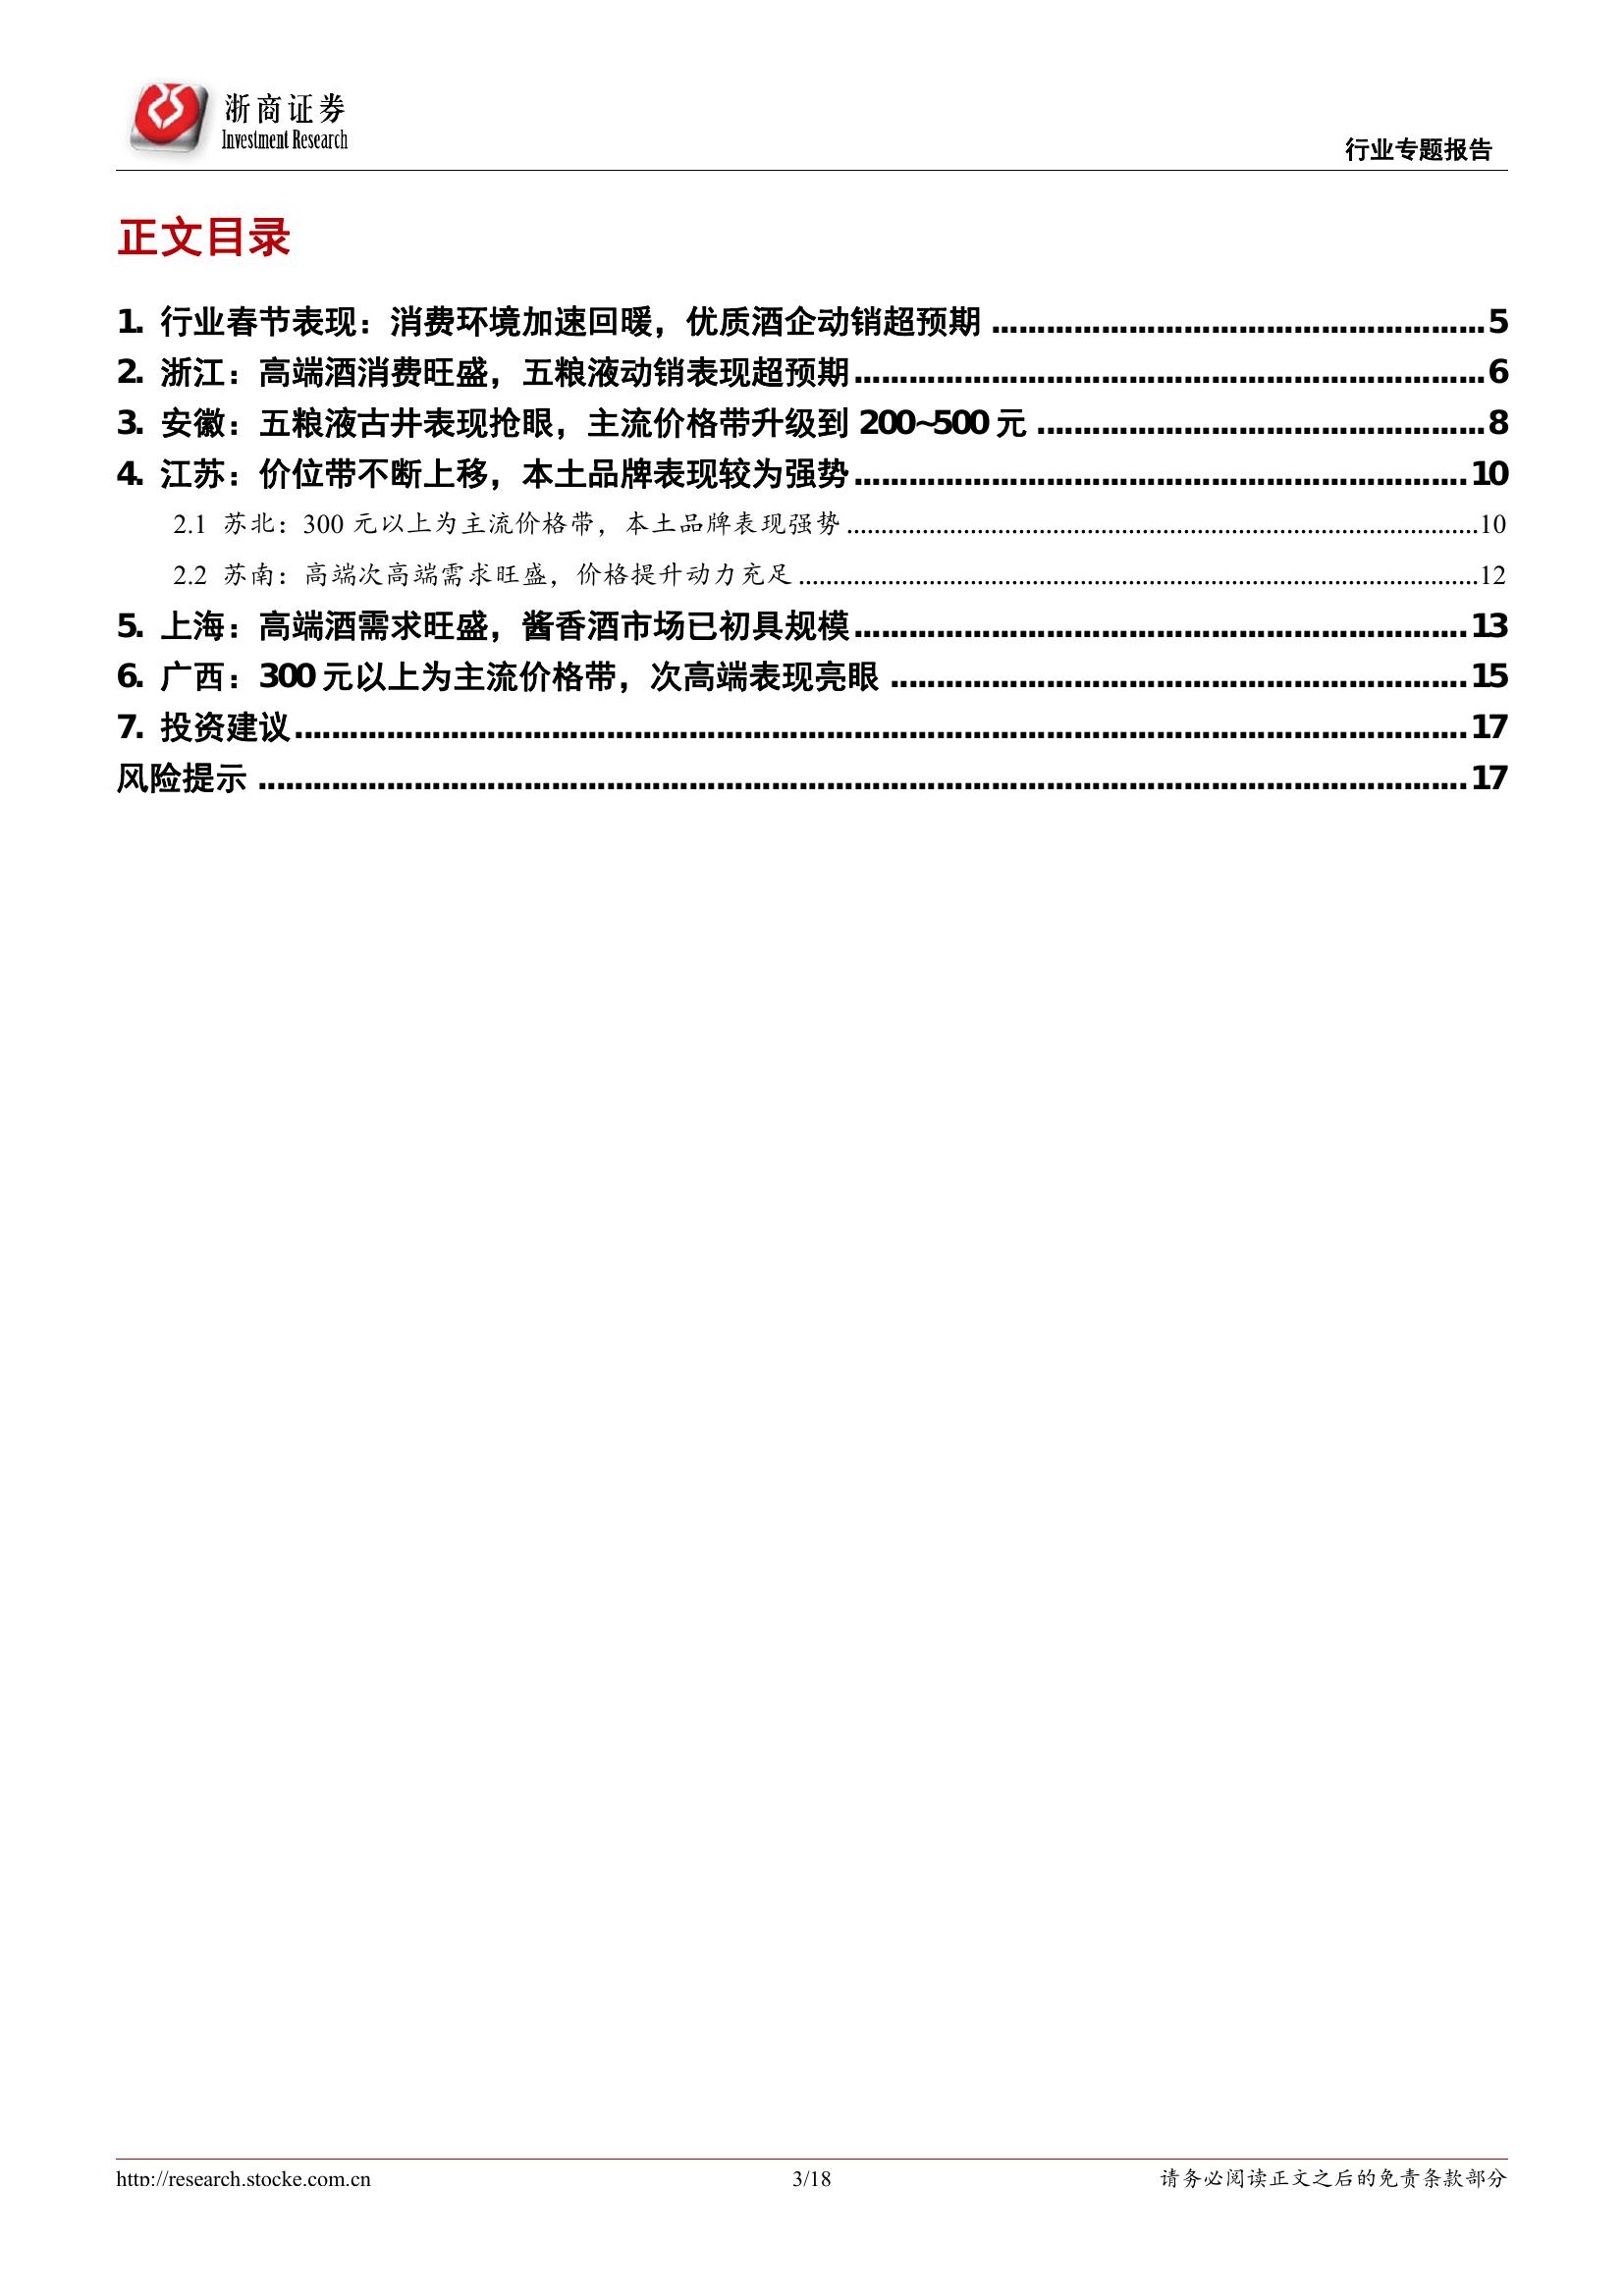 浙商证券
Investment Research
行业专题报告
正文目录
1. 行业春节表现：消费环境加速回暖，优质酒企动销超预期 ........................................................ 5
2. 浙江：高端酒消费旺盛，五粮液动销表现超预期 ........................................................ 6
3. 安徽：五粮液古井表现抢眼，主流价格带升级到 200~500 元 ........................................................ 8
4. 江苏：价位带不断上移，本土品牌表现较为强势 ........................................................ 10
2.1 苏北：300 元以上为主流价格带，本土品牌表现强势 ........................................................ 10
2.2 苏南：高端次高端需求旺盛，价格提升动力充足 ........................................................ 12
5. 上海：高端酒需求旺盛，酱香酒市场已初具规模 ........................................................ 13
6. 广西：300 元以上为主流价格带，次高端表现亮眼 ........................................................ 15
7. 投资建议 ........................................................ 17
风险提示 ........................................................ 17
http://research.stocke.com.cn
3/18
请务必阅读正文之后的免责条款部分